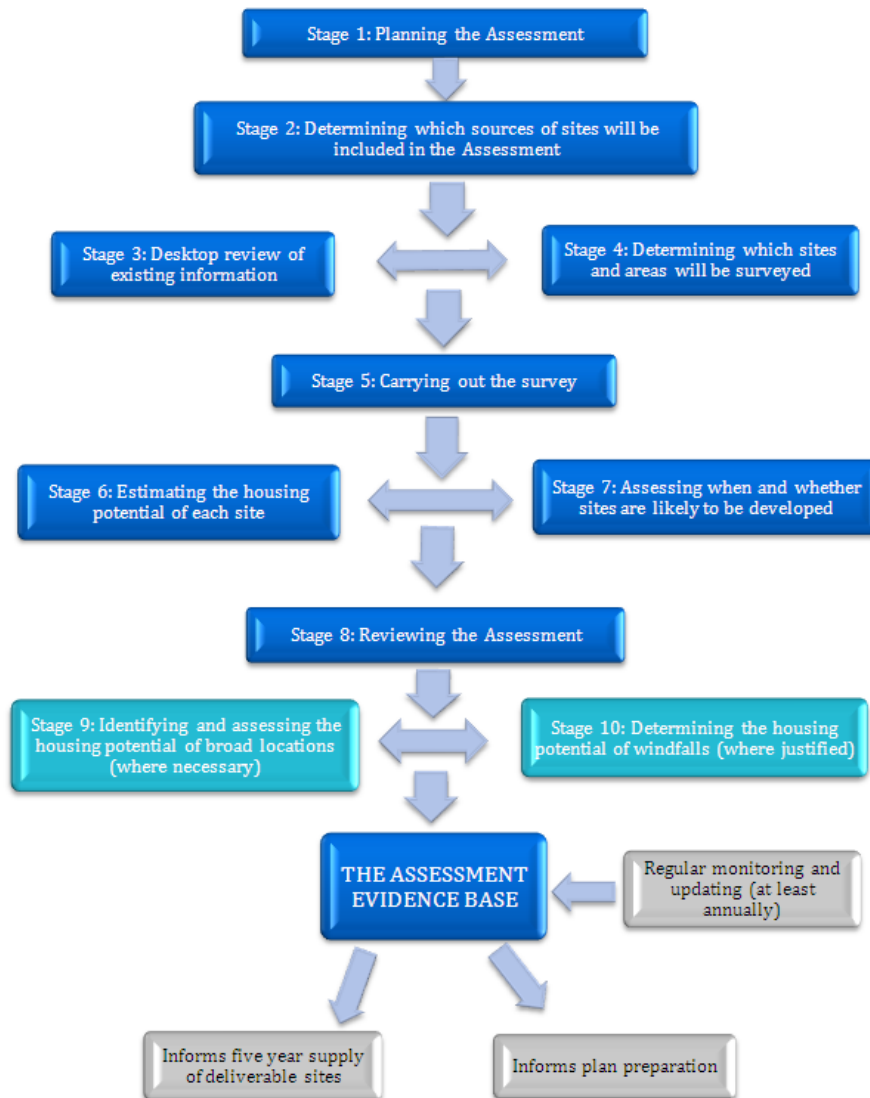 Stage 1: Planning the Assessment
Stage 2: Determining which sources of sites will be
included in the Assessment
Stage 3: Desktop review of
existing information
Stage 4: Determining which sites
and areas will be surveyed
Stage 5: Carrying out the survey
Stage 6: Estimating the housing
potential of each site
Stage 7: Assessing when and whether
sites are likely to be developed
Stage 8: Reviewing the Assessment
Stage 9: Identifying and assessing the
housing potential of broad locations
(where necessary)
Stage 10: Determining the housing
potential of windfalls (where justified)
THE ASSESSMENT
EVIDENCE BASE
Regular monitoring and
updating (at least
annually)
Informs five year supply
of deliverable sites
Informs plan preparation